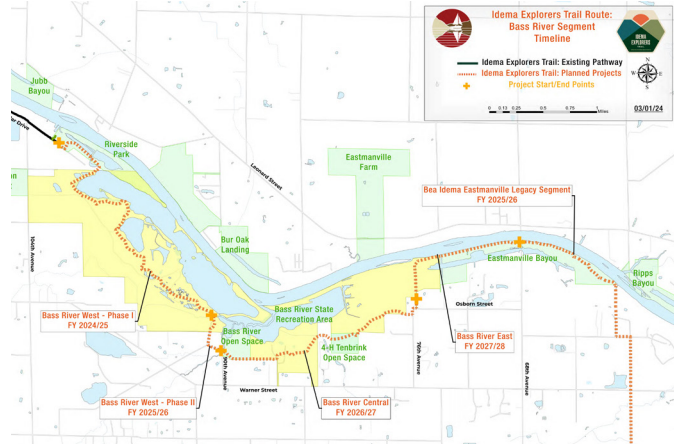 Idema Explorers Trail Route:
Bass River Segment
Timeline
IDEMA
EXPLORERS
TRAIL
Idema Explorers Trail: Existing Pathway
Idema Explorers Trail: Planned Projects
Project Start/End Points
N
W
E
S
0 0.13 0.25 0.5 0.75 1
Miles
03/01/24
Jubb
Bayou
Riverside
Park
Leonard Street
Eastmanville
Farm
Bea Idema Eastmanville Legacy Segment
FY 2025/26
104th Avenue
Bur Oak
Landing
Eastmanville Bayou
Ripps
Bayou
Bass River State
Recreation Area
Osborn Street
Bass River West - Phase I
FY 2024/25
Bass River
Open Space
4-H Tenbrink
Open Space
Bass River East
FY 2027/28
90th Avenue
76th Avenue
68th Avenue
Warner Street
Bass River West - Phase II
FY 2025/26
Bass River Central
FY 2026/27